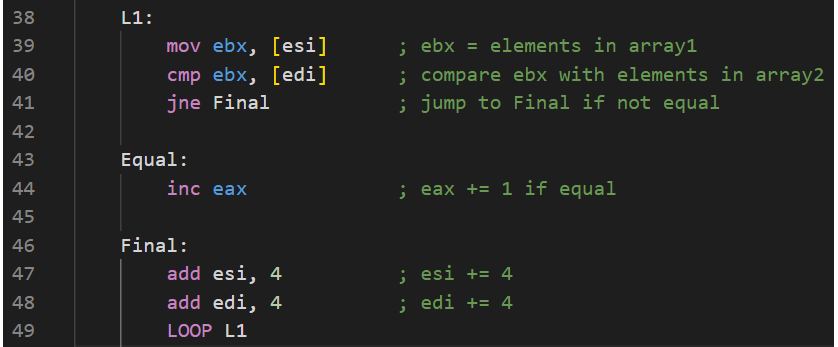 38 L1:
39 mov ebx, [esi] ; ebx = elements in array1
40 cmp ebx, [edi] ; compare ebx with elements in array2
41 jne Final ; jump to Final if not equal
42
43 Equal:
44 inc eax ; eax += 1 if equal
45
46 Final:
47 add esi, 4 ; esi += 4
48 add edi, 4 ; edi += 4
49 LOOP L1